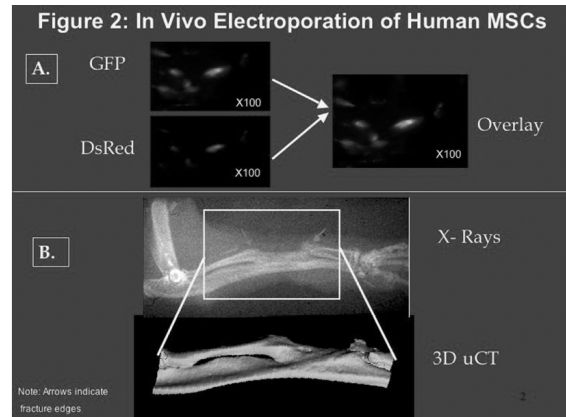 Figure 2: In Vivo Electroporation of Human MSCs
A.
GFP
X100
DsRed
X100
X100
Overlay
B.
X- Rays
3D uCT
Note: Arrows indicate
fracture edges
2